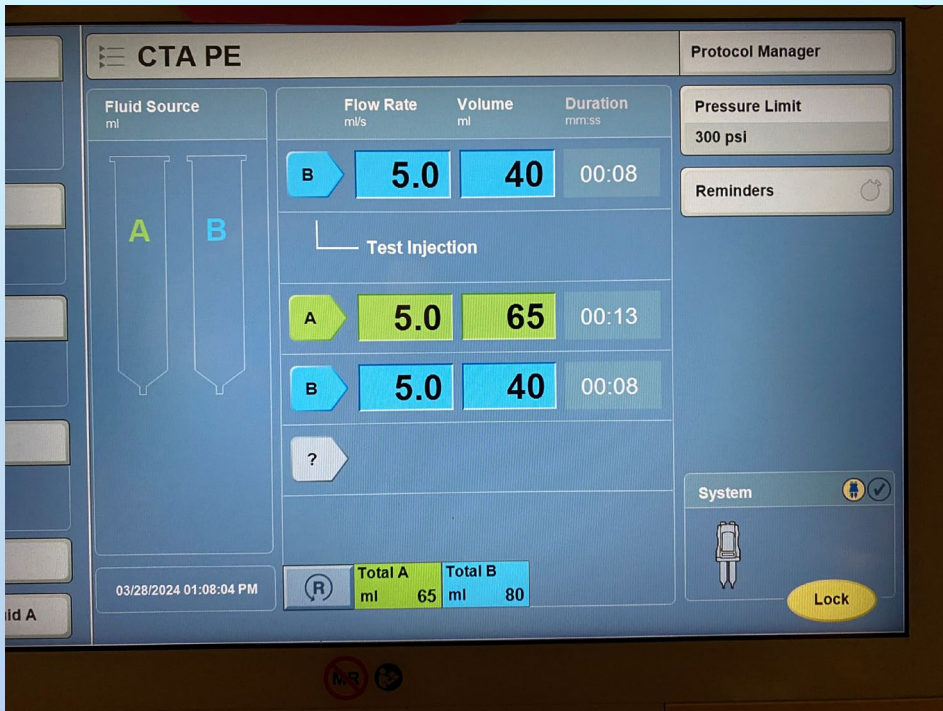 CTA PE
Protocol Manager
Fluid Source
ml
A
B
Flow Rate
ml/s
Volume
ml
Duration
mm:ss
B 5.0 40 00:08
Test Injection
A 5.0 65 00:13
B 5.0 40 00:08
?
Pressure Limit
300 psi
Reminders
System
Lock
03/28/2024 01:08:04 PM
R
Total A
ml 65
Total B
ml 80
id A
MR